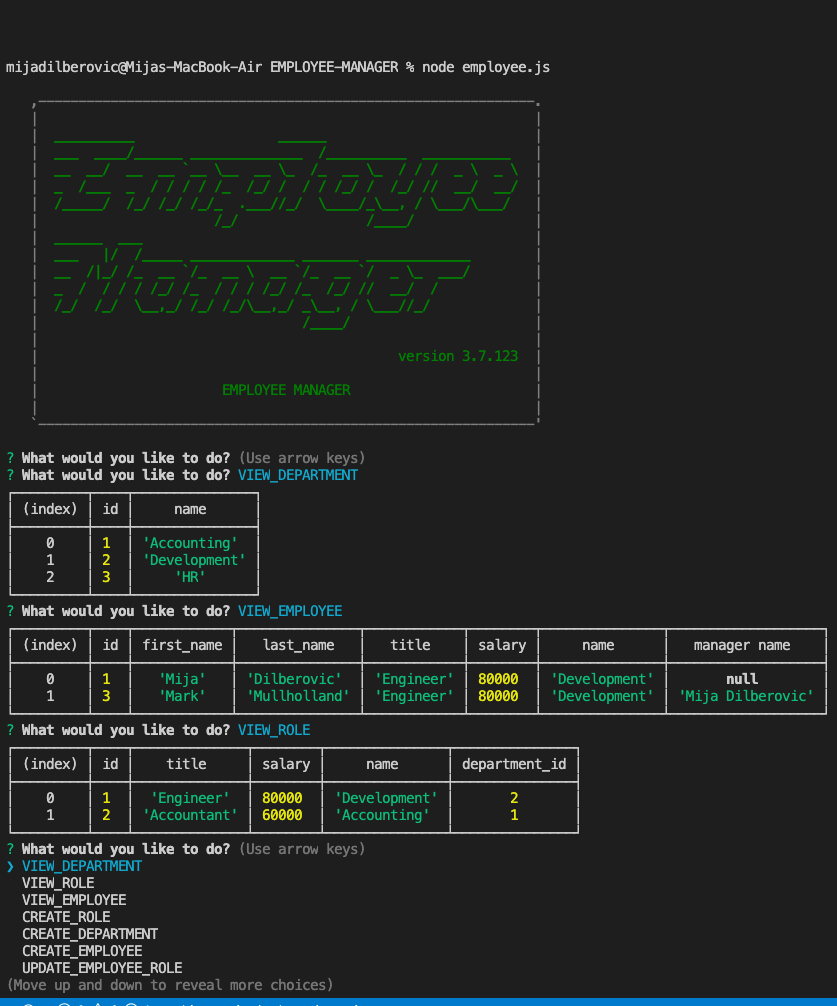 mijadilberovic@Mijas-MacBook-Air EMPLOYEE-MANAGER % node employee.js
Employee
Manager
version 3.7.123
EMPLOYEE MANAGER
? What would you like to do? (Use arrow keys)
? What would you like to do? VIEW_DEPARTMENT
(index) id name
0 1 'Accounting'
1 2 'Development'
2 3 'HR'
? What would you like to do? VIEW_EMPLOYEE
(index) id first_name last_name title salary name manager name
0 1 'Mija' 'Dilberovic' 'Engineer' 80000 'Development' null
1 3 'Mark' 'Mullholland' 'Engineer' 80000 'Development' 'Mija Dilberovic'
? What would you like to do? VIEW_ROLE
(index) id title salary name department_id
0 1 'Engineer' 80000 'Development' 2
1 2 'Accountant' 60000 'Accounting' 1
? What would you like to do? (Use arrow keys)
❯ VIEW_DEPARTMENT
VIEW_ROLE
VIEW_EMPLOYEE
CREATE_ROLE
CREATE_DEPARTMENT
CREATE_EMPLOYEE
UPDATE_EMPLOYEE_ROLE
(Move up and down to reveal more choices)